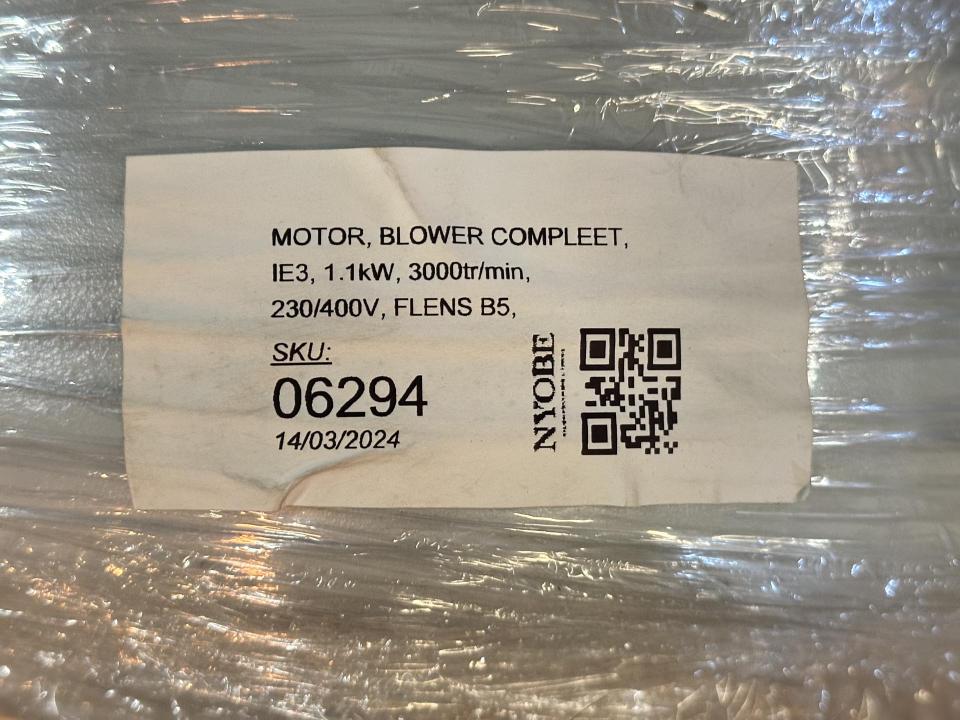 MOTOR, BLOWER COMPLEET,
IE3, 1.1kW, 3000tr/min,
230/400V, FLENS B5,
SKU:
06294
14/03/2024
NYOBE